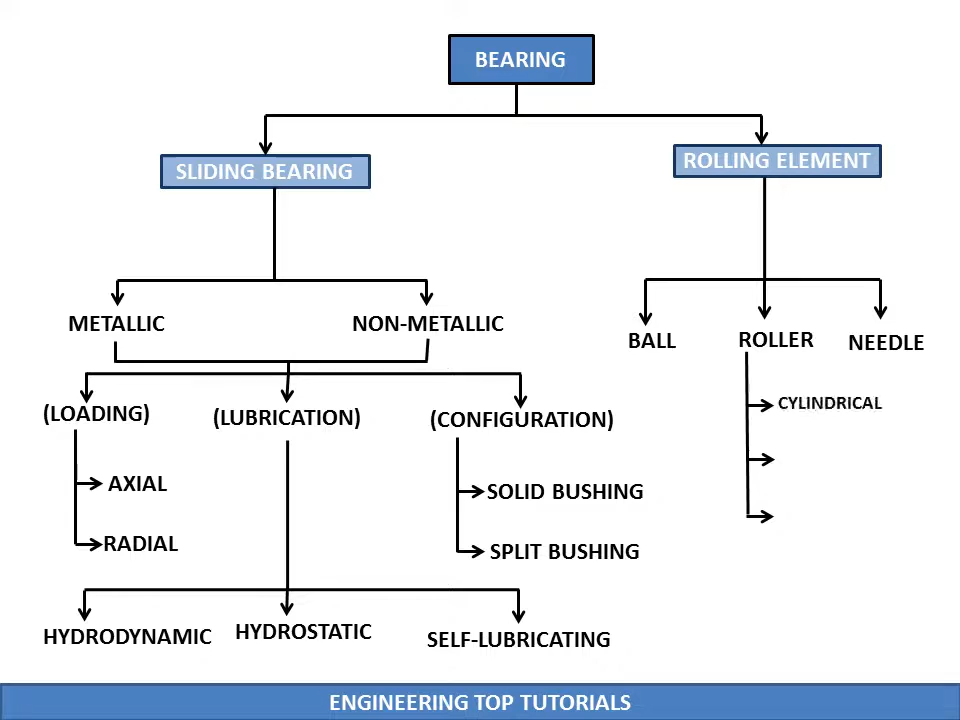 BEARING
SLIDING BEARING
ROLLING ELEMENT
METALLIC
NON-METALLIC
BALL
ROLLER
NEEDLE
(LOADING)
(LUBRICATION)
(CONFIGURATION)
CYLINDRICAL
AXIAL
SOLID BUSHING
RADIAL
SPLIT BUSHING
HYDRODYNAMIC
HYDROSTATIC
SELF-LUBRICATING
ENGINEERING TOP TUTORIALS